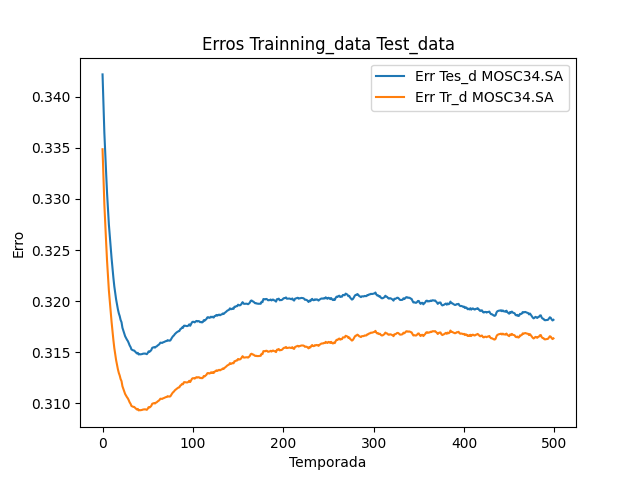 Erros Trainning_data Test_data
Err Tes_d MOSC34.SA
Err Tr_d MOSC34.SA
Erro
0.340
0.335
0.330
0.325
0.320
0.315
0.310
0 100 200 300 400 500
Temporada